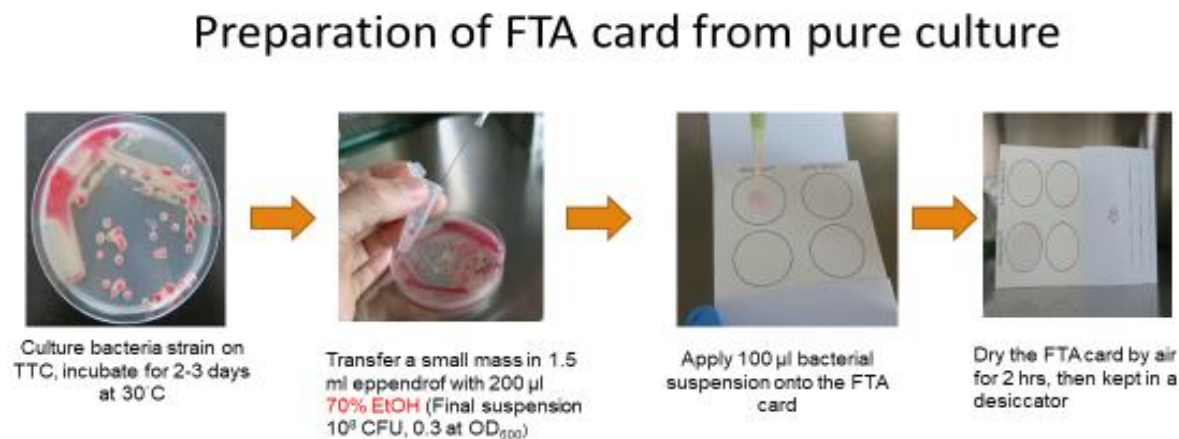 Preparation of FTA card from pure culture
Culture bacteria strain on
TTC, incubate for 2-3 days
at 30°C
Transfer a small mass in 1.5
ml eppendrof with 200 µl
70% EtOH (Final suspension
10⁸ CFU, 0.3 at OD₆₀₀)
Apply 100 µl bacterial
suspension onto the FTA
card
Dry the FTA card by air
for 2 hrs, then kept in a
desiccator